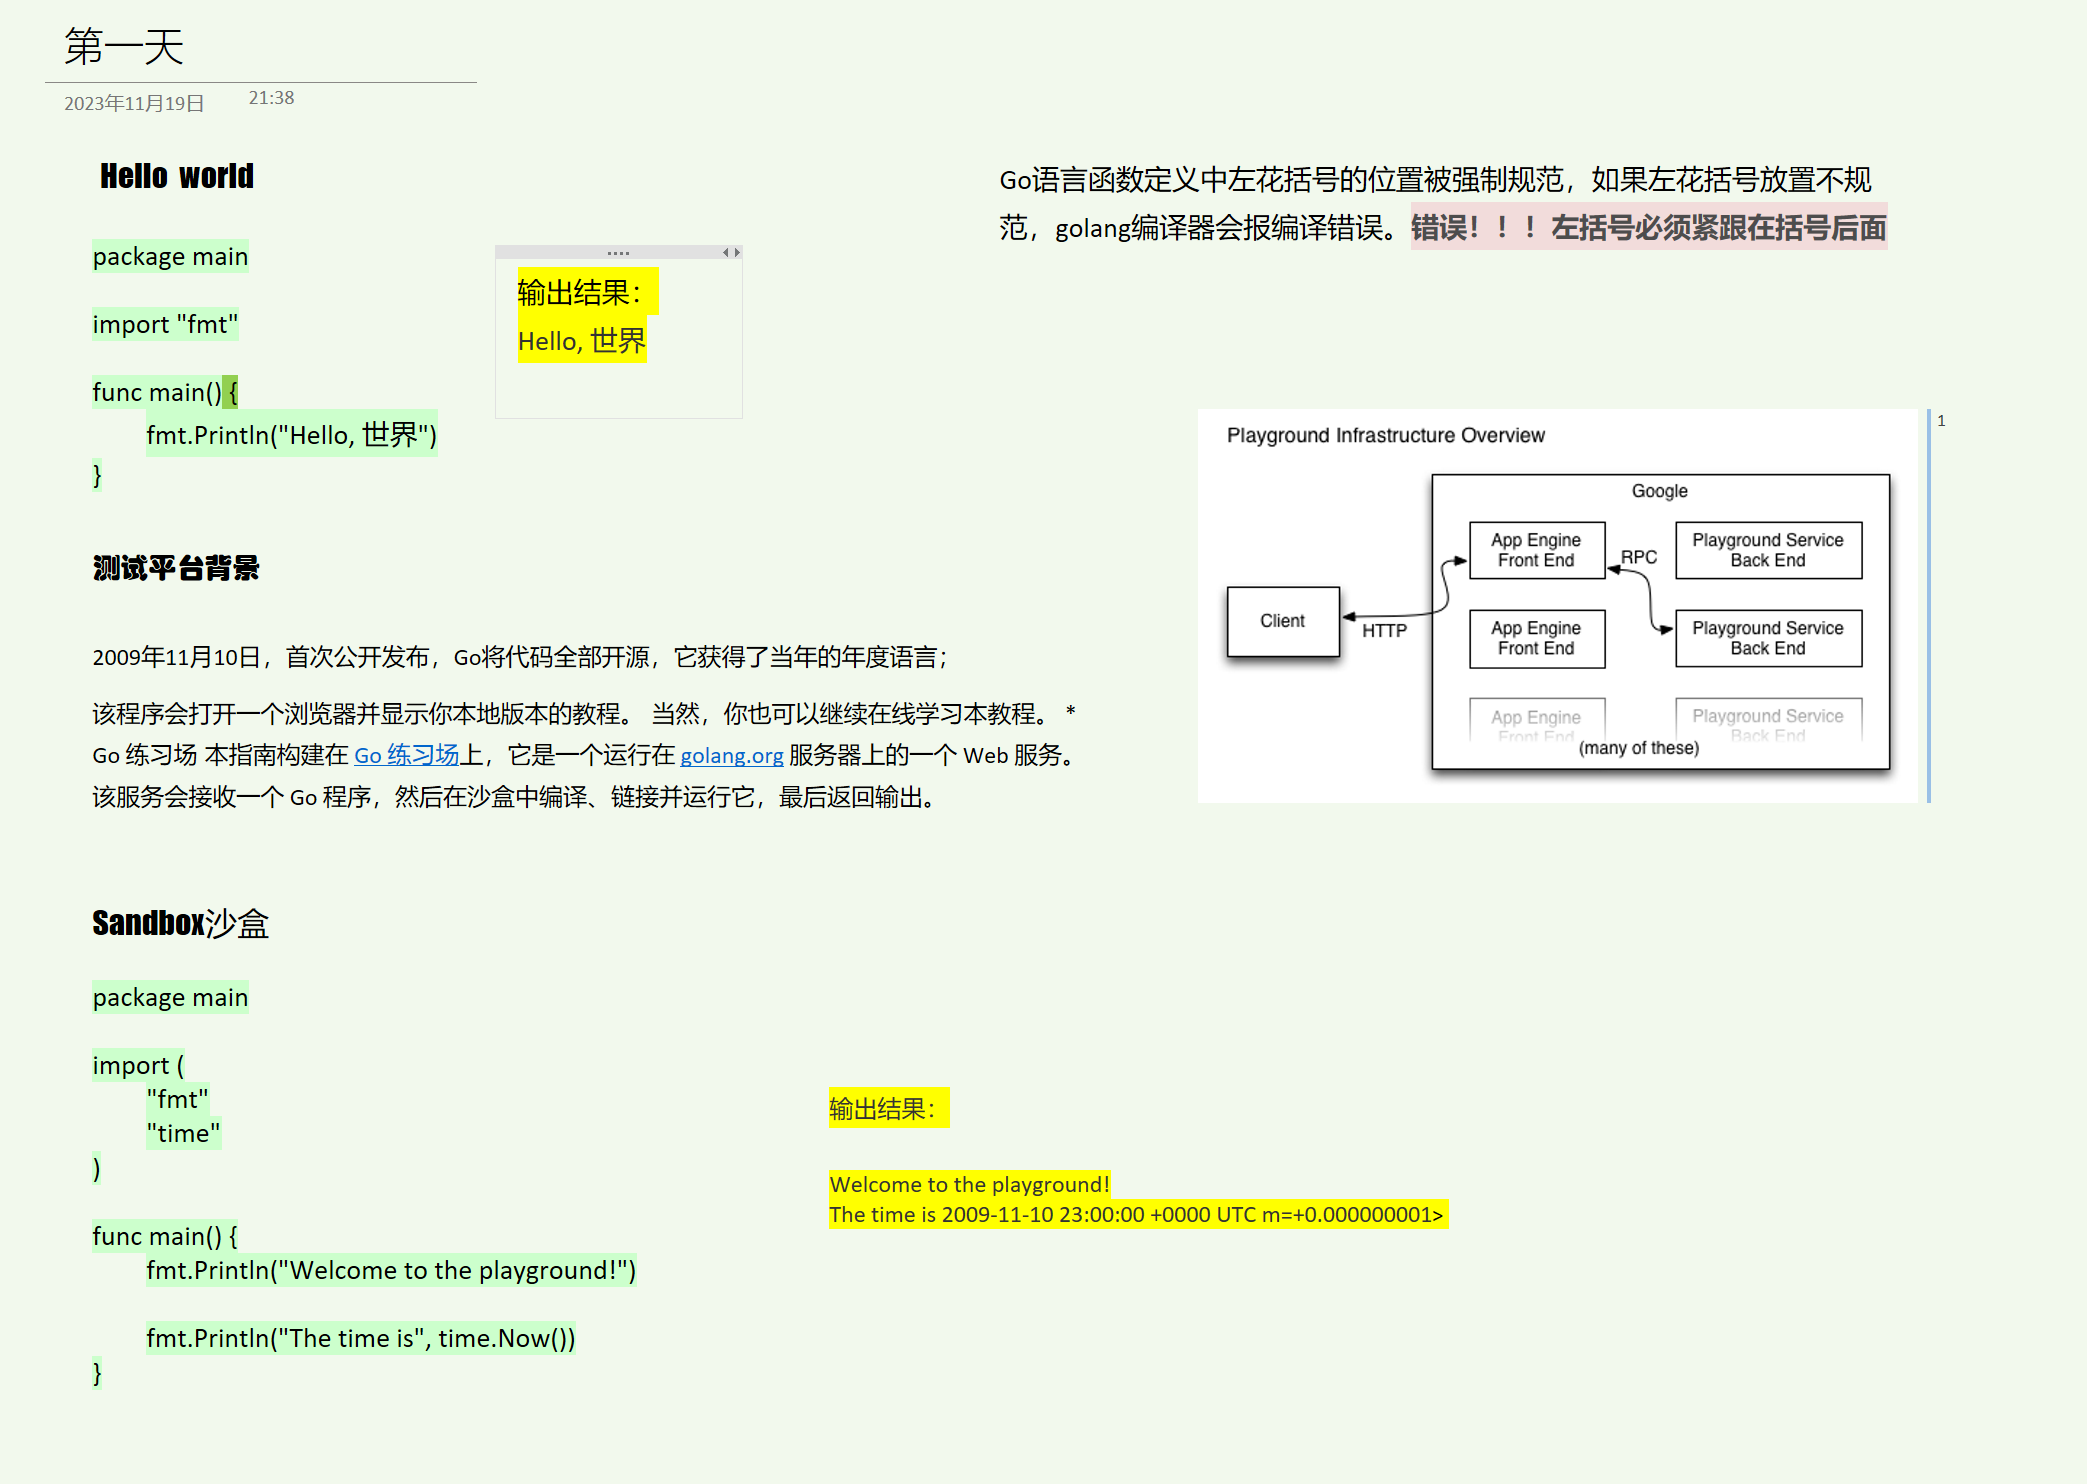 第一天
2023年11月19日 21:38
Hello world
package main
import "fmt"
func main() {
fmt.Println("Hello, 世界")
}
输出结果：
Hello, 世界
Go语言函数定义中左花括号的位置被强制规范，如果左花括号放置不规
范，golang编译器会报编译错误。错误！！！左括号必须紧跟在括号后面
测试平台背景
2009年11月10日，首次公开发布，Go将代码全部开源，它获得了当年的年度语言；
该程序会打开一个浏览器并显示你本地版本的教程。 当然，你也可以继续在线学习本教程。 *
Go 练习场 本指南构建在 Go 练习场上，它是一个运行在 golang.org 服务器上的一个 Web 服务。
该服务会接收一个 Go 程序，然后在沙盒中编译、链接并运行它，最后返回输出。
Playground Infrastructure Overview
1
Google
App Engine
Front End
RPC
Playground Service
Back End
Client
HTTP
App Engine
Front End
Playground Service
Back End
App Engine
Front End
Playground Service
Back End
(many of these)
Sandbox沙盒
package main
import (
"fmt"
"time"
)
func main() {
fmt.Println("Welcome to the playground!")
fmt.Println("The time is", time.Now())
}
输出结果：
Welcome to the playground!
The time is 2009-11-10 23:00:00 +0000 UTC m=+0.000000001>